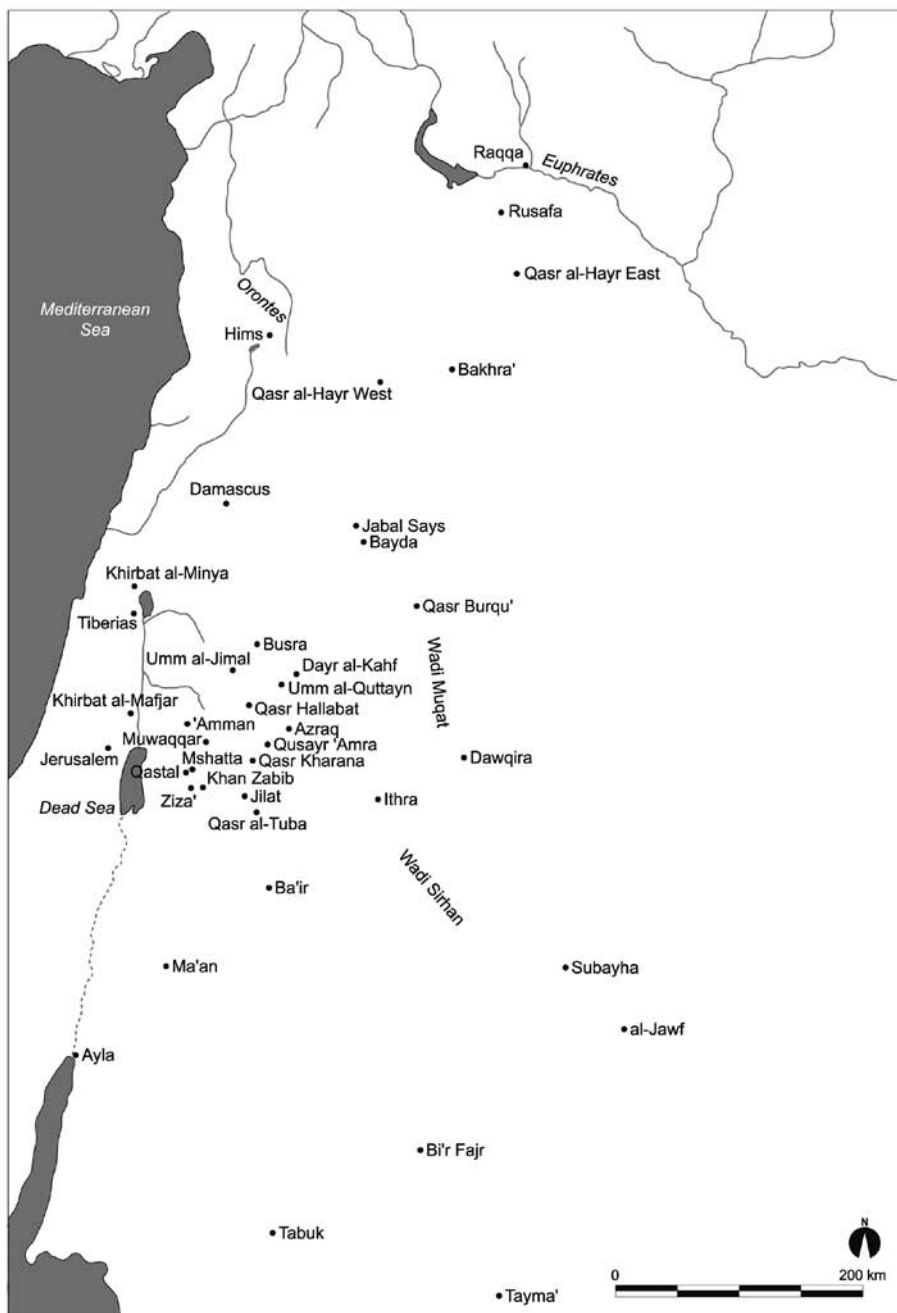 Raqqa
Euphrates
Rusafa
Qasr al-Hayr East
Orontes
Mediterranean
Sea
Hims
Bakhra'
Qasr al-Hayr West
Damascus
Jabal Says
Bayda
Khirbat al-Minya
Qasr Burqu'
Tiberias
Busra
Wadi Muqat
Umm al-Jimal
Dayr al-Kahf
Umm al-Quttayn
Khirbat al-Mafjar
Qasr Hallabat
'Amman
Azraq
Muwaqqar
Qusayr 'Amra
Jerusalem
Mshatta
Qasr Kharana
Dawqira
Qastal
Khan Zabib
Ziza'
Jilat
Ithra
Dead Sea
Qasr al-Tuba
Ba'ir
Wadi Sirhan
Ma'an
Subayha
al-Jawf
Ayla
Bi'r Fajr
Tabuk
N
0
200 km
Tayma'